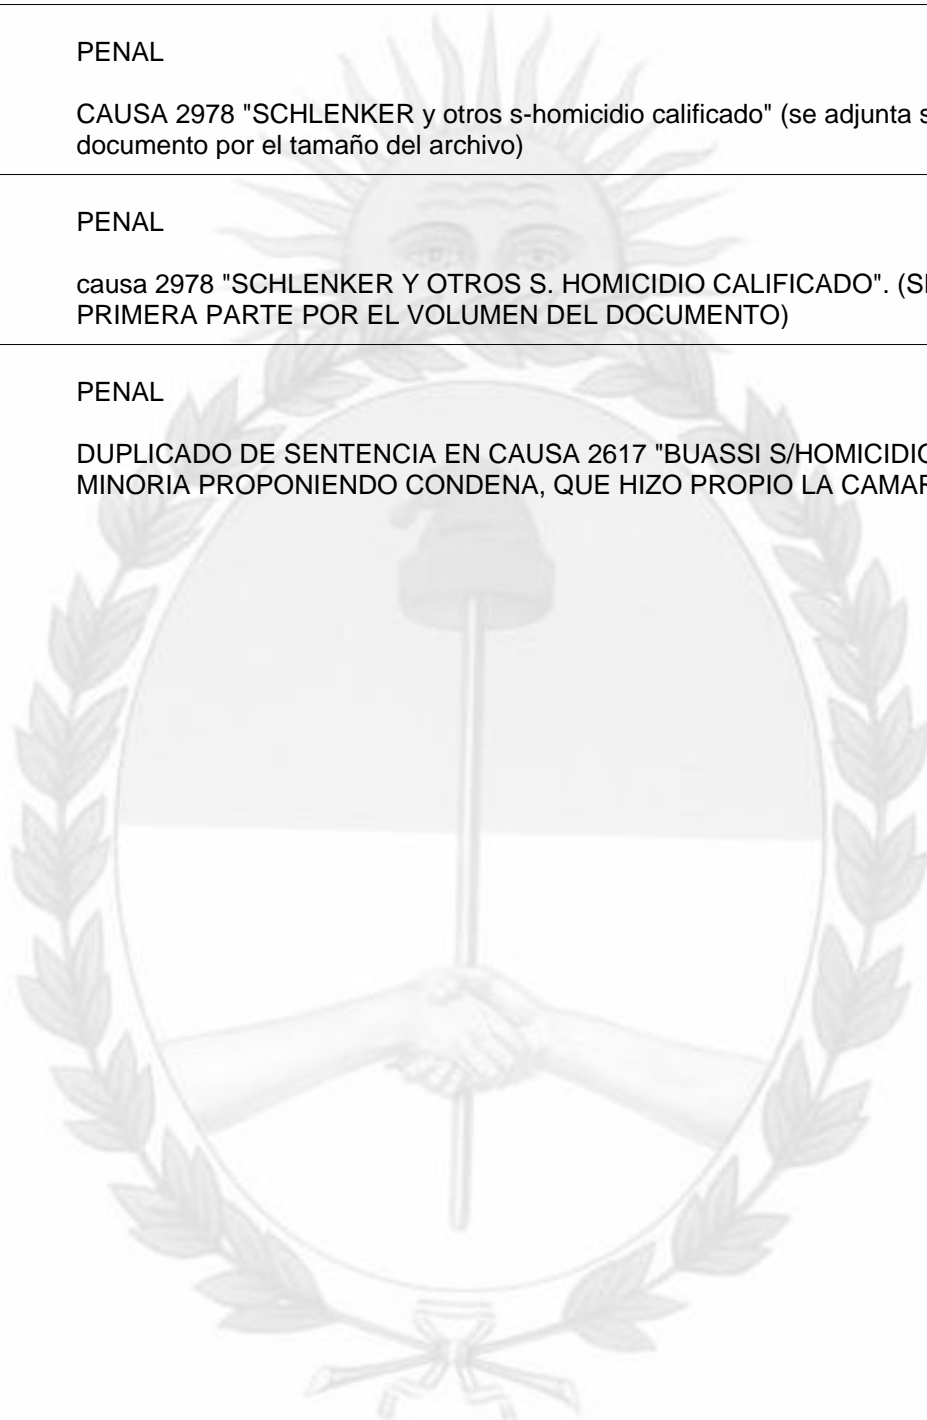 PENAL
CAUSA 2978 "SCHLENKER y otros s-homicidio calificado" (se adjunta s
documento por el tamaño del archivo)
PENAL
causa 2978 "SCHLENKER Y OTROS S. HOMICIDIO CALIFICADO". (S
PRIMERA PARTE POR EL VOLUMEN DEL DOCUMENTO)
PENAL
DUPLICADO DE SENTENCIA EN CAUSA 2617 "BUASSI S/HOMICIDIO
MINORIA PROPONIENDO CONDENA, QUE HIZO PROPIO LA CAMAR